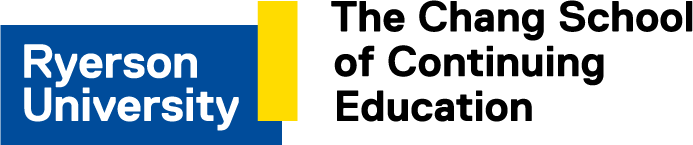 Ryerson
University
The Chang School
of Continuing
Education